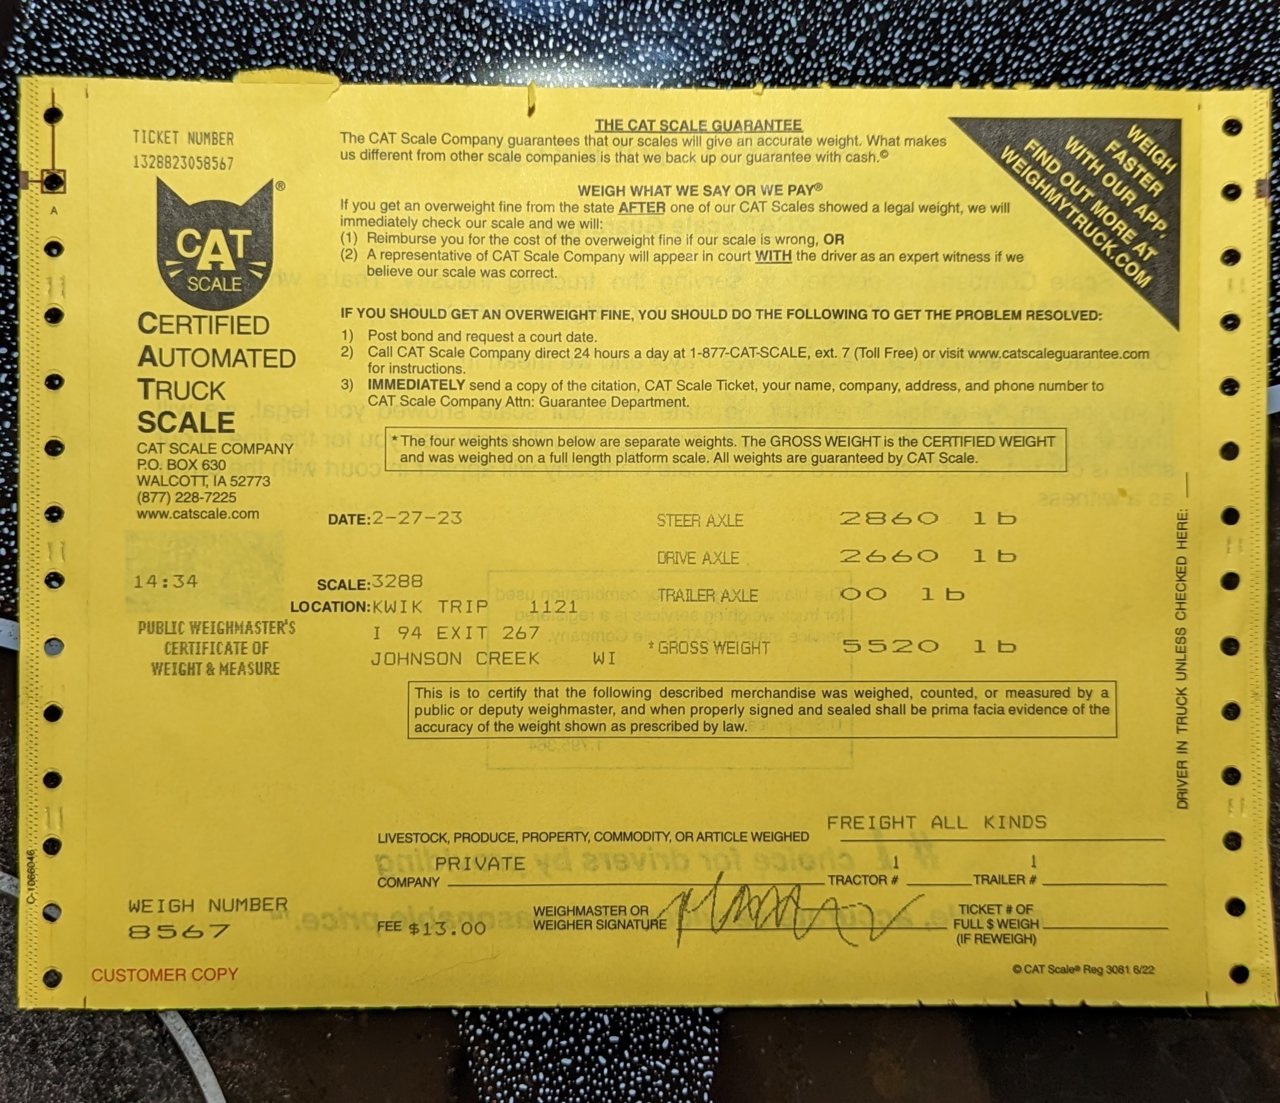 TICKET NUMBER
1328823058567
CAT
SCALE
®
CERTIFIED
AUTOMATED
TRUCK
SCALE
CAT SCALE COMPANY
P.O. BOX 630
WALCOTT, IA 52773
(877) 228-7225
www.catscale.com
THE CAT SCALE GUARANTEE
The CAT Scale Company guarantees that our scales will give an accurate weight. What makes
us different from other scale companies is that we back up our guarantee with cash.©
WEIGH WHAT WE SAY OR WE PAY®
If you get an overweight fine from the state AFTER one of our CAT Scales showed a legal weight, we will
immediately check our scale and we will:
(1) Reimburse you for the cost of the overweight fine if our scale is wrong, OR
(2) A representative of CAT Scale Company will appear in court WITH the driver as an expert witness if we
believe our scale was correct.
WEIGH
FASTER
WITH OUR APP.
FIND OUT MORE AT
WEIGHMYTRUCK.COM
IF YOU SHOULD GET AN OVERWEIGHT FINE, YOU SHOULD DO THE FOLLOWING TO GET THE PROBLEM RESOLVED:
1) Post bond and request a court date.
2) Call CAT Scale Company direct 24 hours a day at 1-877-CAT-SCALE, ext. 7 (Toll Free) or visit www.catscaleguarantee.com
for instructions.
3) IMMEDIATELY send a copy of the citation, CAT Scale Ticket, your name, company, address, and phone number to
CAT Scale Company Attn: Guarantee Department.
* The four weights shown below are separate weights. The GROSS WEIGHT is the CERTIFIED WEIGHT
and was weighed on a full length platform scale. All weights are guaranteed by CAT Scale.
DATE: 2-27-23
STEER AXLE 2860 lb
DRIVE AXLE 2660 lb
14:34
SCALE: 3288
TRAILER AXLE 00 lb
LOCATION: KWIK TRIP 1121
I 94 EXIT 267
* GROSS WEIGHT 5520 lb
JOHNSON CREEK WI
PUBLIC WEIGHMASTER'S
CERTIFICATE OF
WEIGHT & MEASURE
This is to certify that the following described merchandise was weighed, counted, or measured by a
public or deputy weighmaster, and when properly signed and sealed shall be prima facia evidence of the
accuracy of the weight shown as prescribed by law.
DRIVER IN TRUCK UNLESS CHECKED HERE:
LIVESTOCK, PRODUCE, PROPERTY, COMMODITY, OR ARTICLE WEIGHED FREIGHT ALL KINDS
COMPANY PRIVATE TRACTOR # 1 TRAILER # 1
WEIGH NUMBER
8567
FEE $13.00
WEIGHMASTER OR
WEIGHER SIGNATURE
TICKET # OF
FULL $ WEIGH
(IF REWEIGH)
CUSTOMER COPY
© CAT Scale® Reg 3081 6/22
A